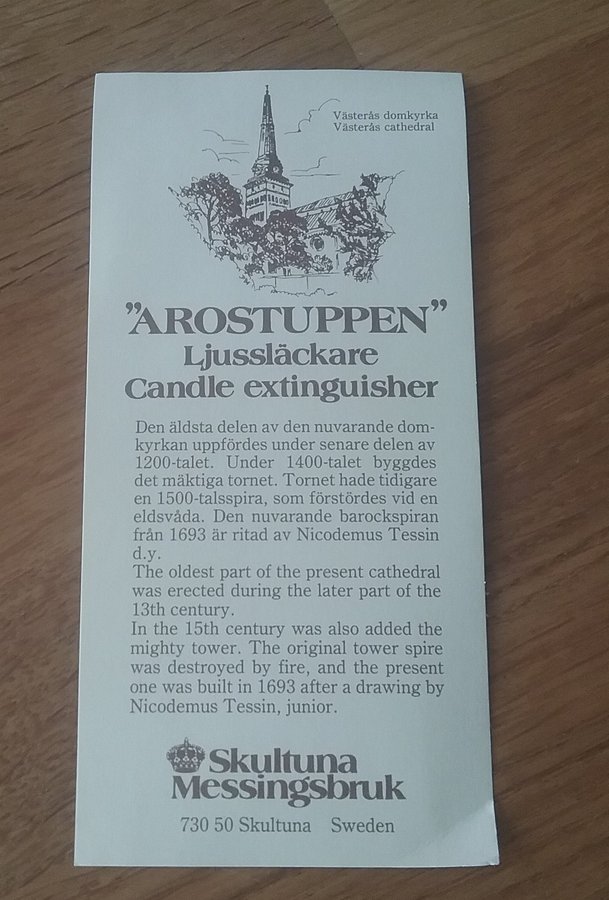 Västerås domkyrka
Västerås cathedral
”AROSTUPPEN”
Ljussläckare
Candle extinguisher
Den äldsta delen av den nuvarande dom-
kyrkan uppfördes under senare delen av
1200-talet. Under 1400-talet byggdes
det mäktiga tornet. Tornet hade tidigare
en 1500-talsspira, som förstördes vid en
eldsvåda. Den nuvarande barockspiran
från 1693 är ritad av Nicodemus Tessin
d.y.
The oldest part of the present cathedral
was erected during the later part of the
13th century.
In the 15th century was also added the
mighty tower. The original tower spire
was destroyed by fire, and the present
one was built in 1693 after a drawing by
Nicodemus Tessin, junior.
Skultuna
Messingsbruk
730 50 Skultuna Sweden